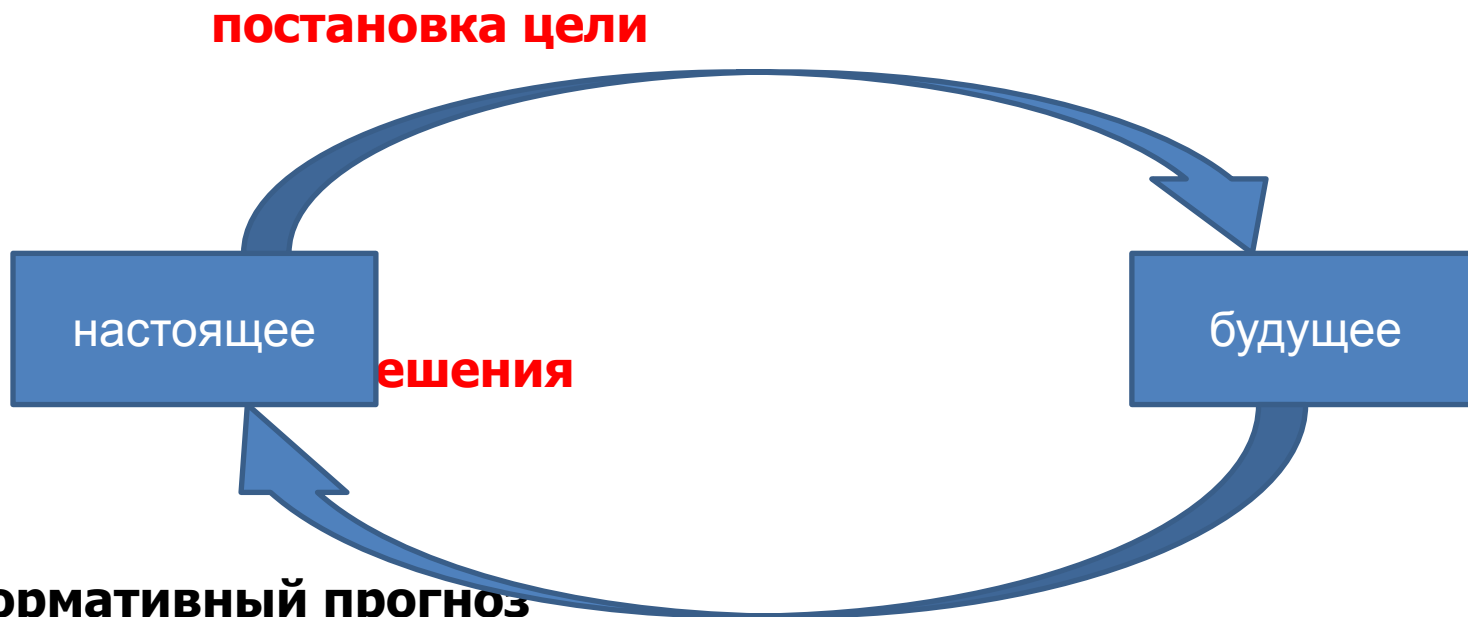 постановка цели
настоящее
будущее
ешения
ормативный прогноз